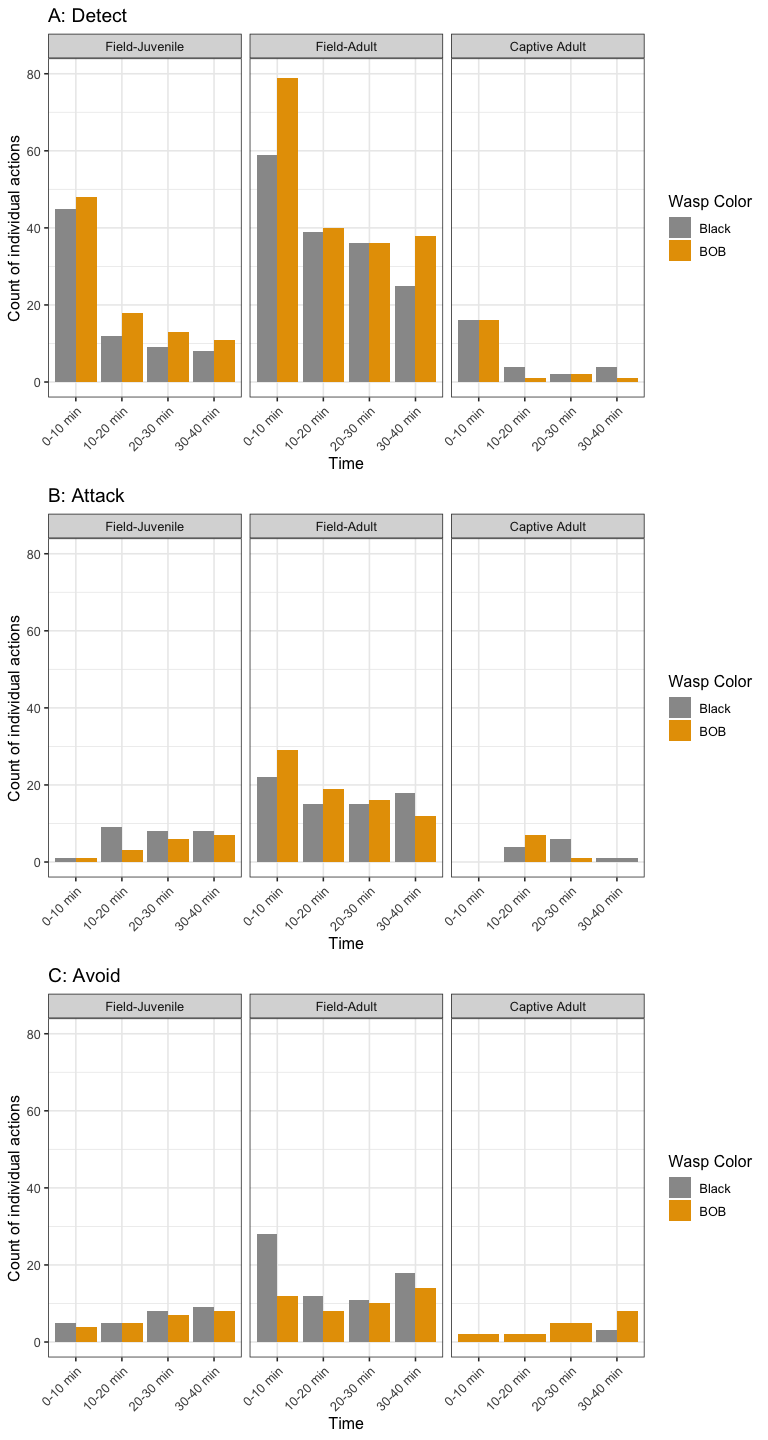 A: Detect
Field-Juvenile Field-Adult Captive Adult
80
60
40
20
0
Count of individual actions
0-10 min 10-20 min 20-30 min 30-40 min 0-10 min 10-20 min 20-30 min 30-40 min 0-10 min 10-20 min 20-30 min 30-40 min
Time
Wasp Color
Black
BOB
B: Attack
Field-Juvenile Field-Adult Captive Adult
80
60
40
20
0
Count of individual actions
0-10 min 10-20 min 20-30 min 30-40 min 0-10 min 10-20 min 20-30 min 30-40 min 0-10 min 10-20 min 20-30 min 30-40 min
Time
Wasp Color
Black
BOB
C: Avoid
Field-Juvenile Field-Adult Captive Adult
80
60
40
20
0
Count of individual actions
0-10 min 10-20 min 20-30 min 30-40 min 0-10 min 10-20 min 20-30 min 30-40 min 0-10 min 10-20 min 20-30 min 30-40 min
Time
Wasp Color
Black
BOB